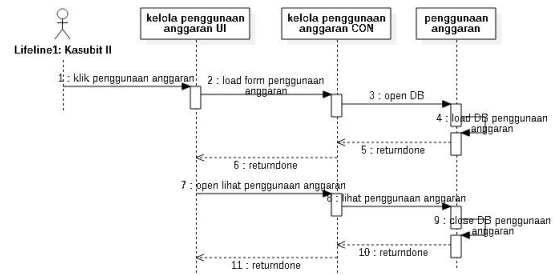 kelola penggunaan
anggaran UI
kelola penggunaan
anggaran CON
penggunaan
anggaran
Lifeline1: Kasubit II
1 : klik penggunaan anggaran
2 : load form penggunaan
anggaran
3 : open DB
4 : load DB penggunaan
anggaran
5 : returndone
6 : returndone
7 : open lihat penggunaan anggaran
8 : lihat penggunaan anggaran
9 : close DB penggunaan
anggaran
10 : returndone
11 : returndone